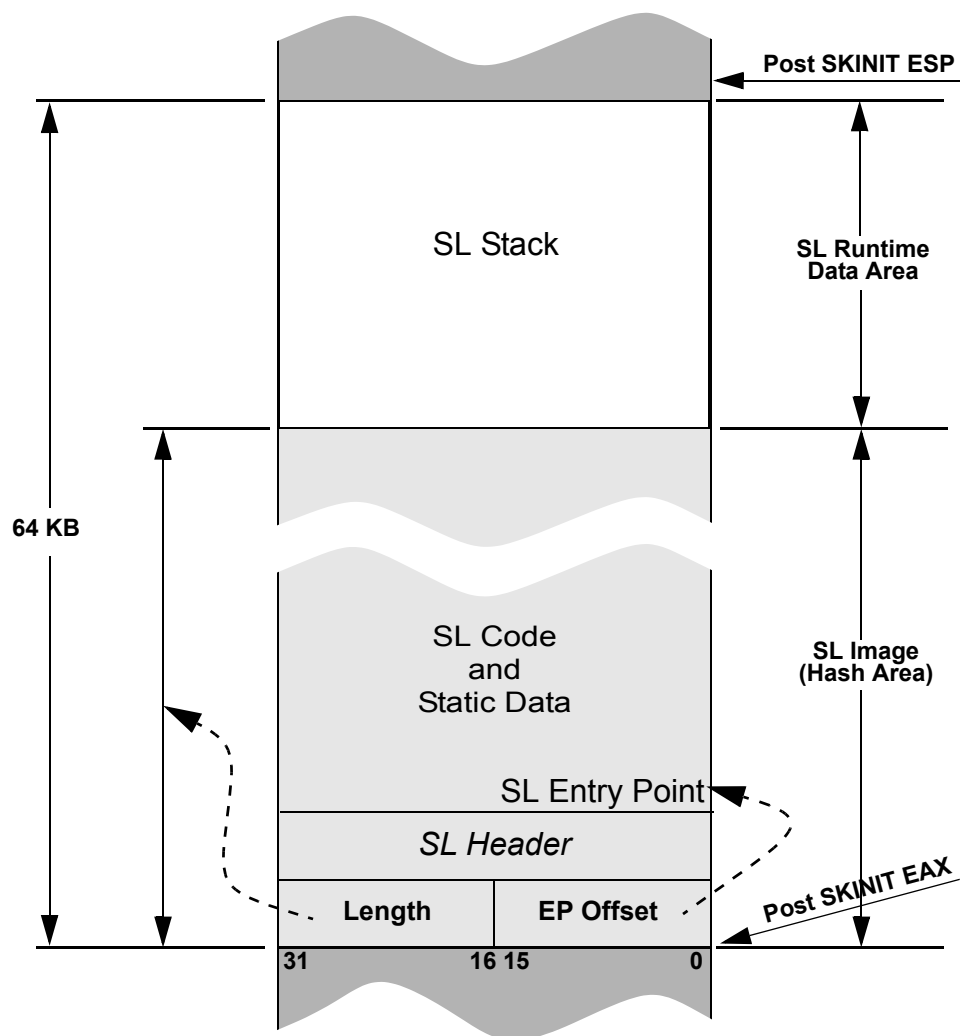 Post SKINIT ESP
SL Stack
SL Runtime
Data Area
64 KB
SL Code
and
Static Data
SL Image
(Hash Area)
SL Entry Point
SL Header
Length
EP Offset
Post SKINIT EAX
31
16 15
0